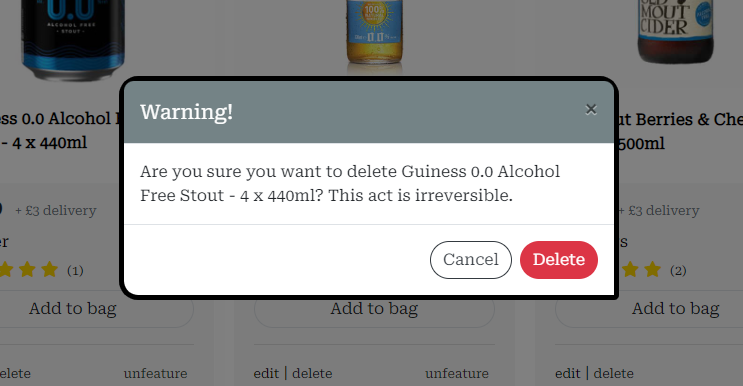 0.0
ALCOHOL FREE
STOUT
100%
0.0
OLD
MOUT
CIDER
ess 0.0 Alcohol
- 4 x 440ml
ut Berries & Che
500ml
Warning!
×
Are you sure you want to delete Guiness 0.0 Alcohol
Free Stout - 4 x 440ml? This act is irreversible.
Cancel
Delete
+ £3 delivery
er
(1)
Add to bag
elete
unfeature
Add to bag
edit | delete
unfeature
+ £3 delivery
s
(2)
Add to bag
edit | delete